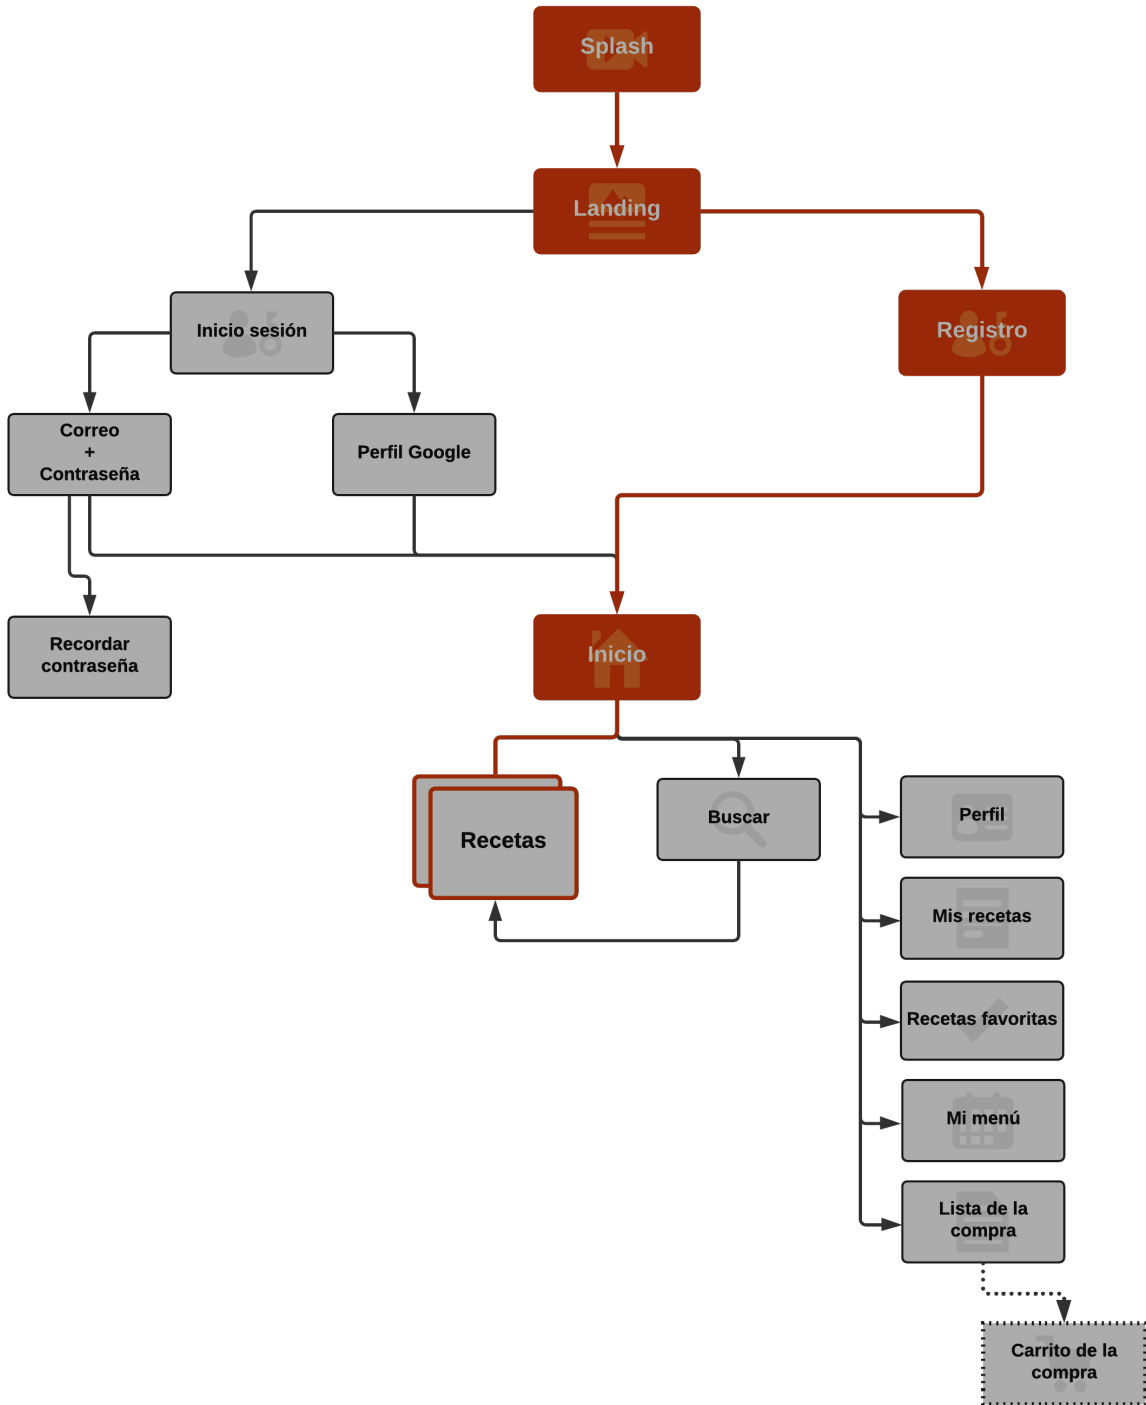 Splash
Landing
Inicio sesión
Registro
Correo
+
Contraseña
Perfil Google
Recordar
contraseña
Inicio
Recetas
Buscar
Perfil
Mis recetas
Recetas favoritas
Mi menú
Lista de la
compra
Carrito de la
compra